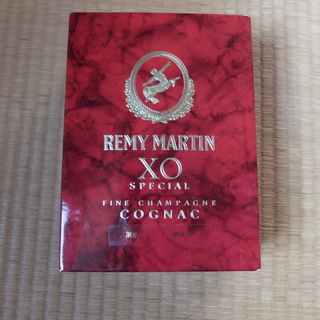 REMY MARTIN
XO
SPECIAL
FINE CHAMPAGNE
COGNAC